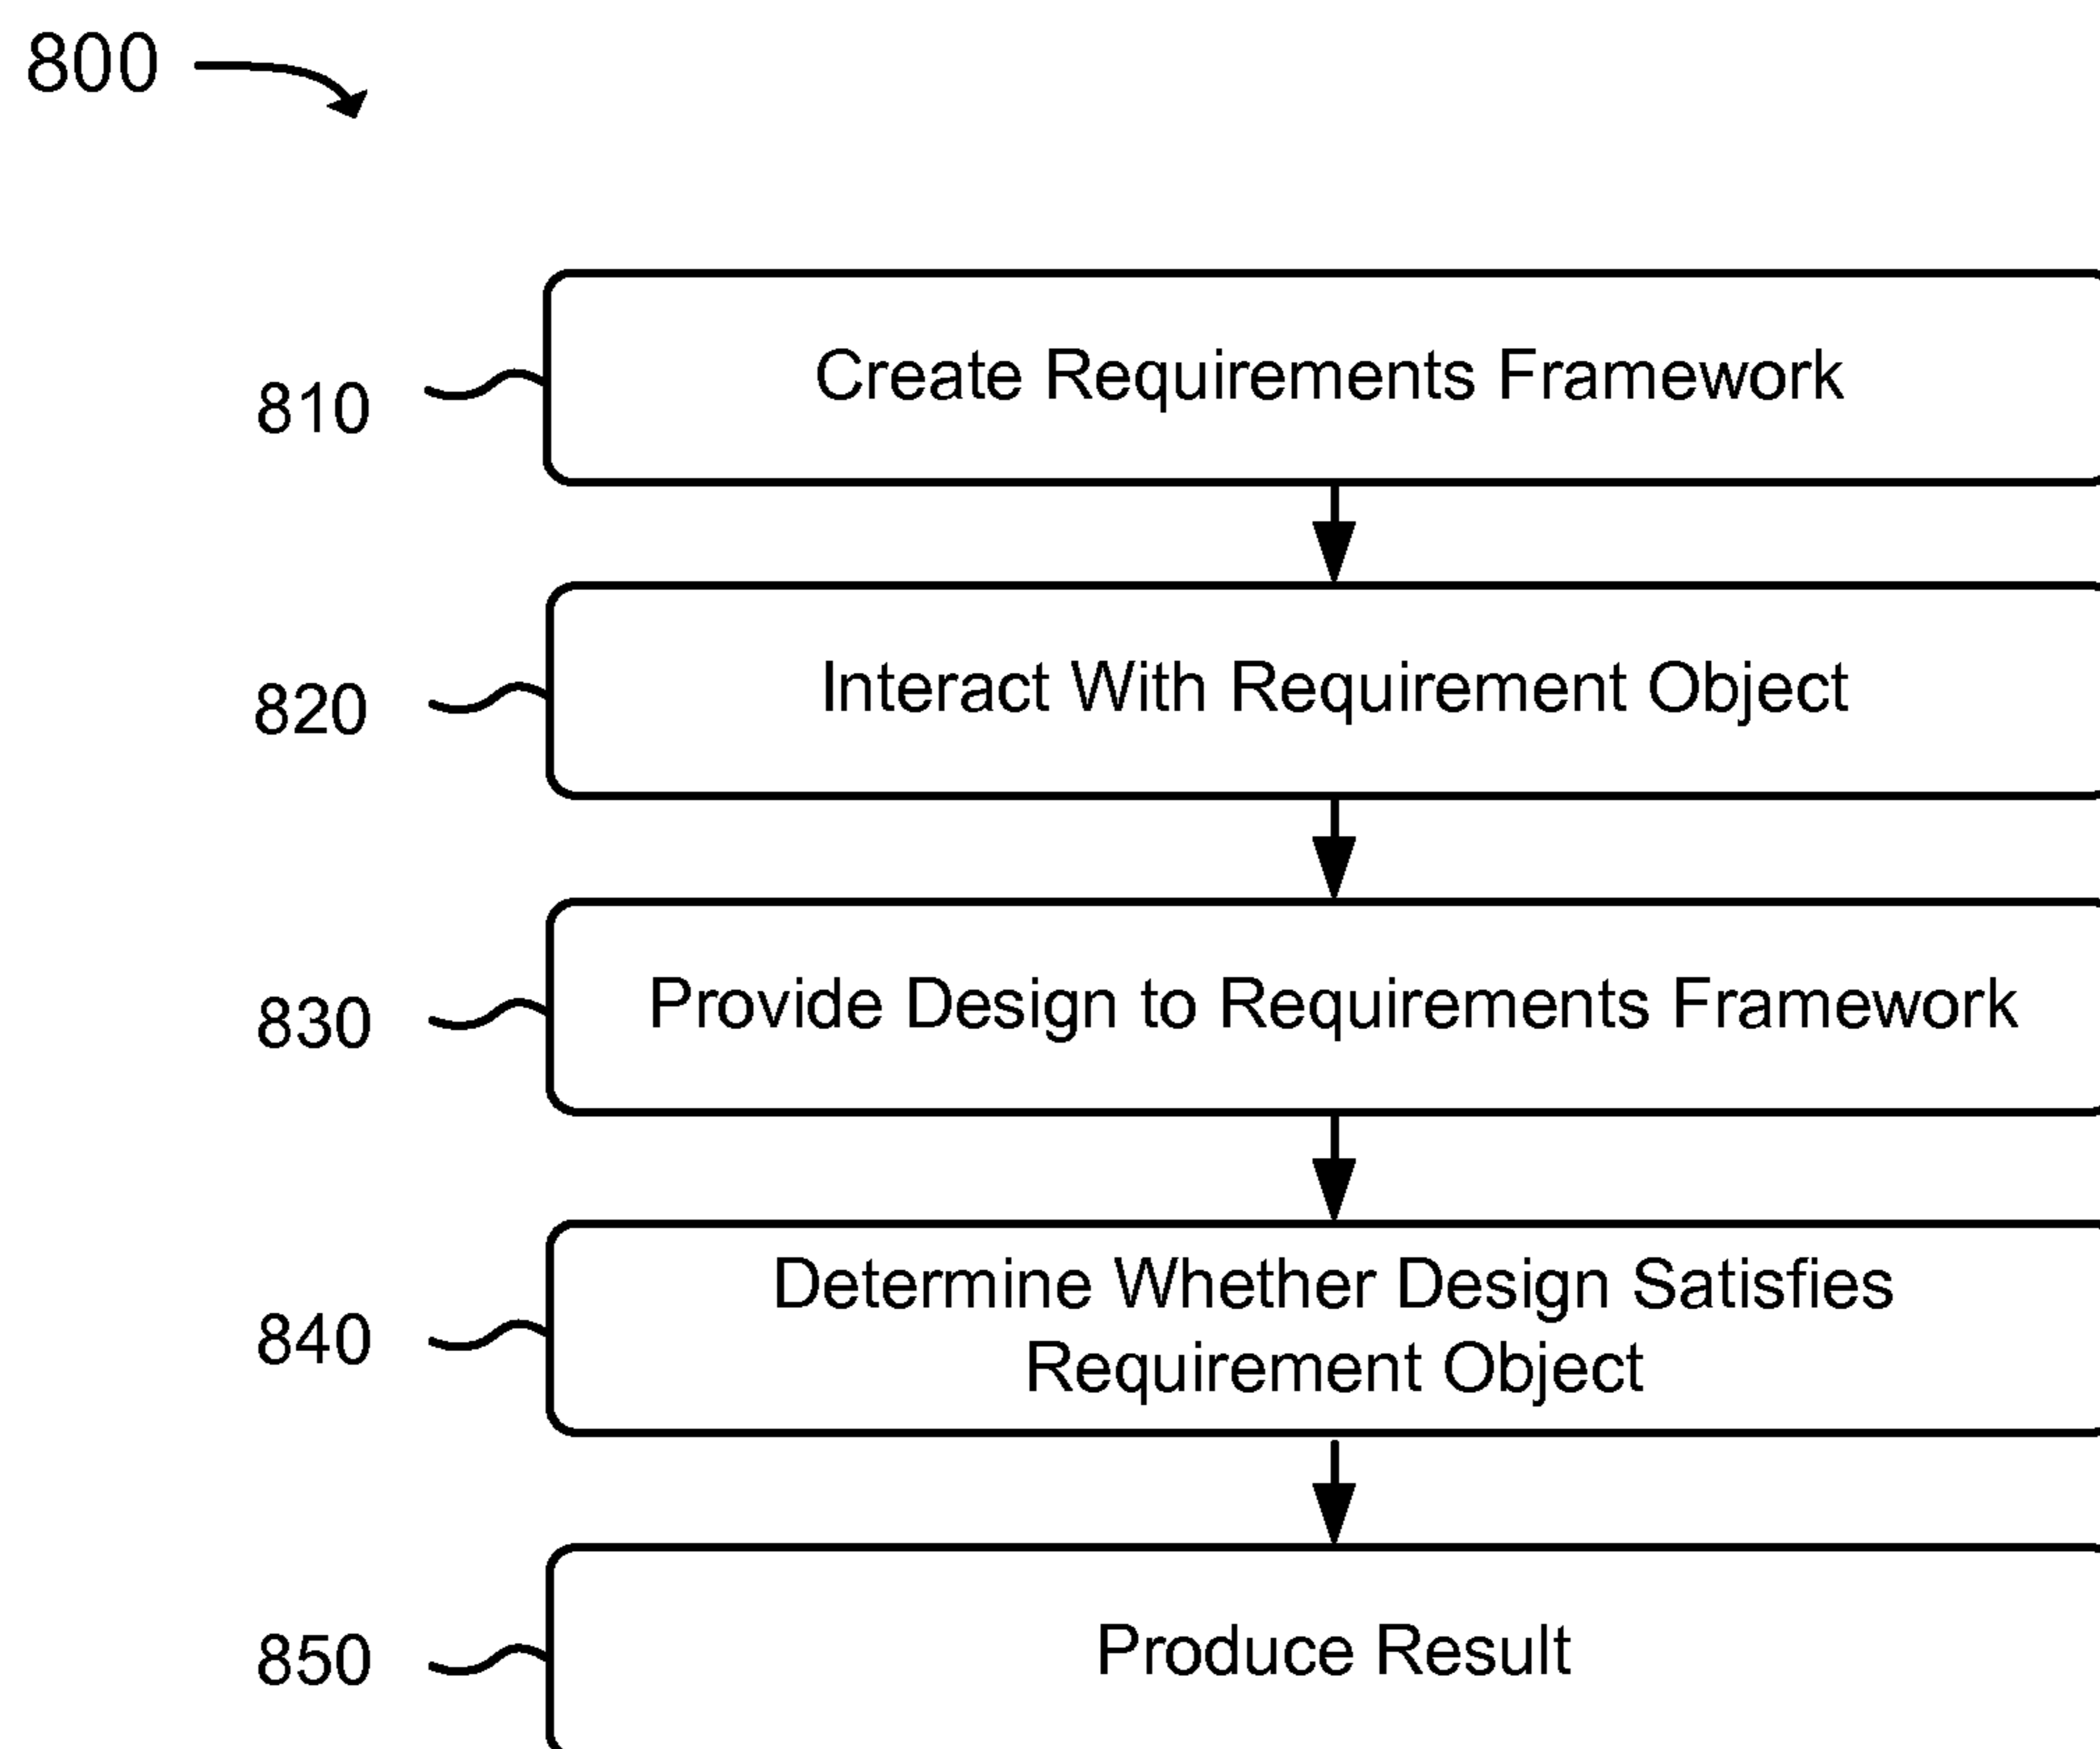 800
810
Create Requirements Framework
820
Interact With Requirement Object
830
Provide Design to Requirements Framework
840
Determine Whether Design Satisfies
Requirement Object
850
Produce Result